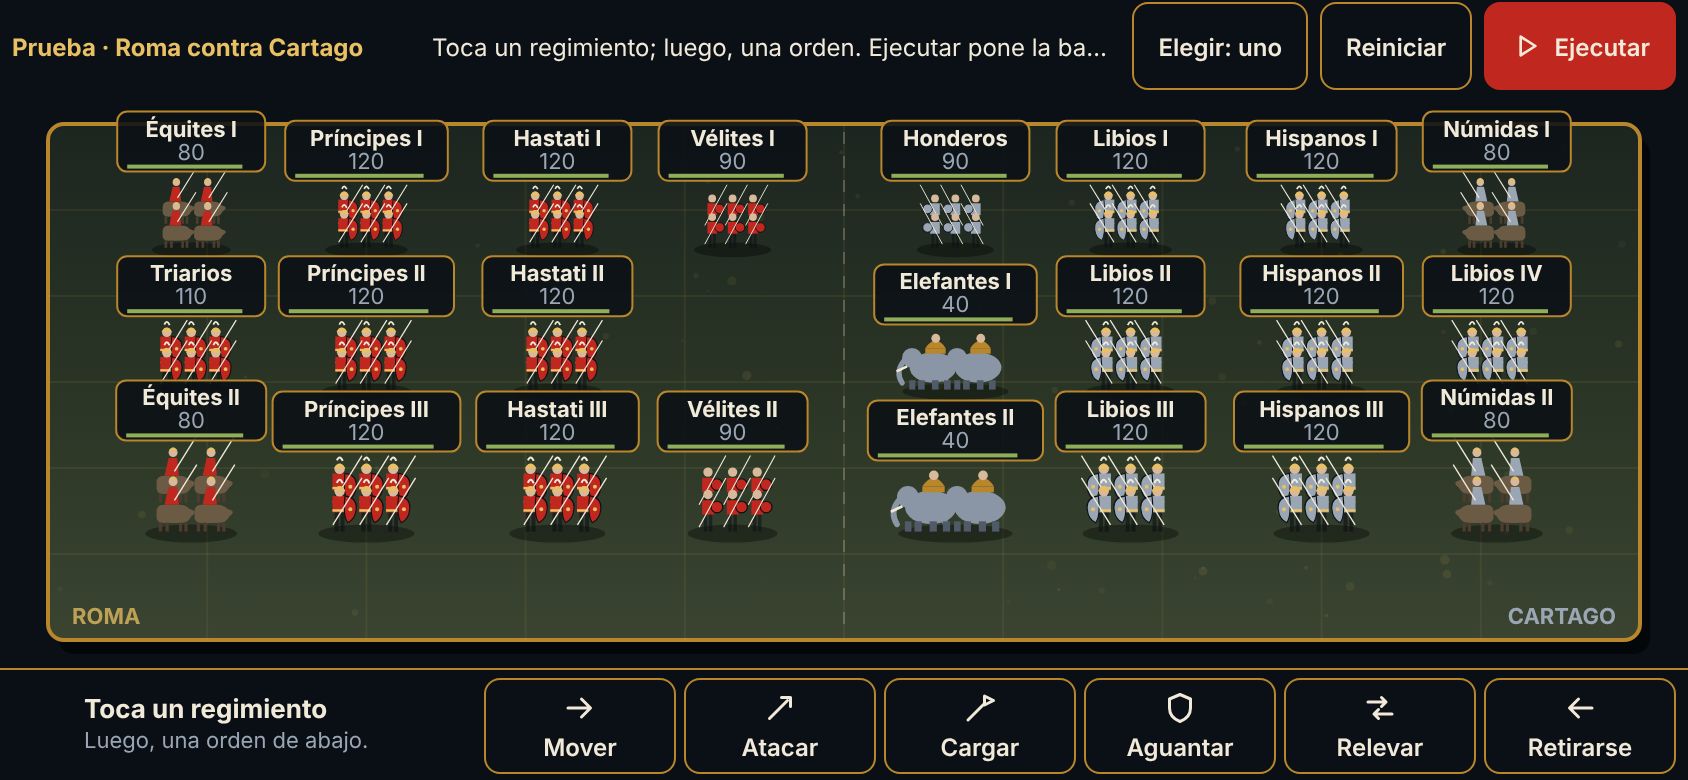 Prueba · Roma contra Cartago
Toca un regimiento; luego, una orden. Ejecutar pone la ba...
Elegir: uno
Reiniciar
Ejecutar
Équites I
80
Príncipes I
120
Hastati I
120
Vélites I
90
Honderos
90
Libios I
120
Hispanos I
120
Númidas I
80
Triarios
110
Príncipes II
120
Hastati II
120
Elefantes I
40
Libios II
120
Hispanos II
120
Libios IV
120
Équites II
80
Príncipes III
120
Hastati III
120
Vélites II
90
Elefantes II
40
Libios III
120
Hispanos III
120
Númidas II
80
ROMA
CARTAGO
Toca un regimiento
Luego, una orden de abajo.
Mover
Atacar
Cargar
Aguantar
Relevar
Retirarse